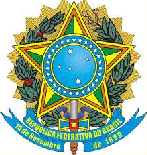 REPÚBLICA FEDERATIVA DO BRASIL
15 de Novembro de 1889